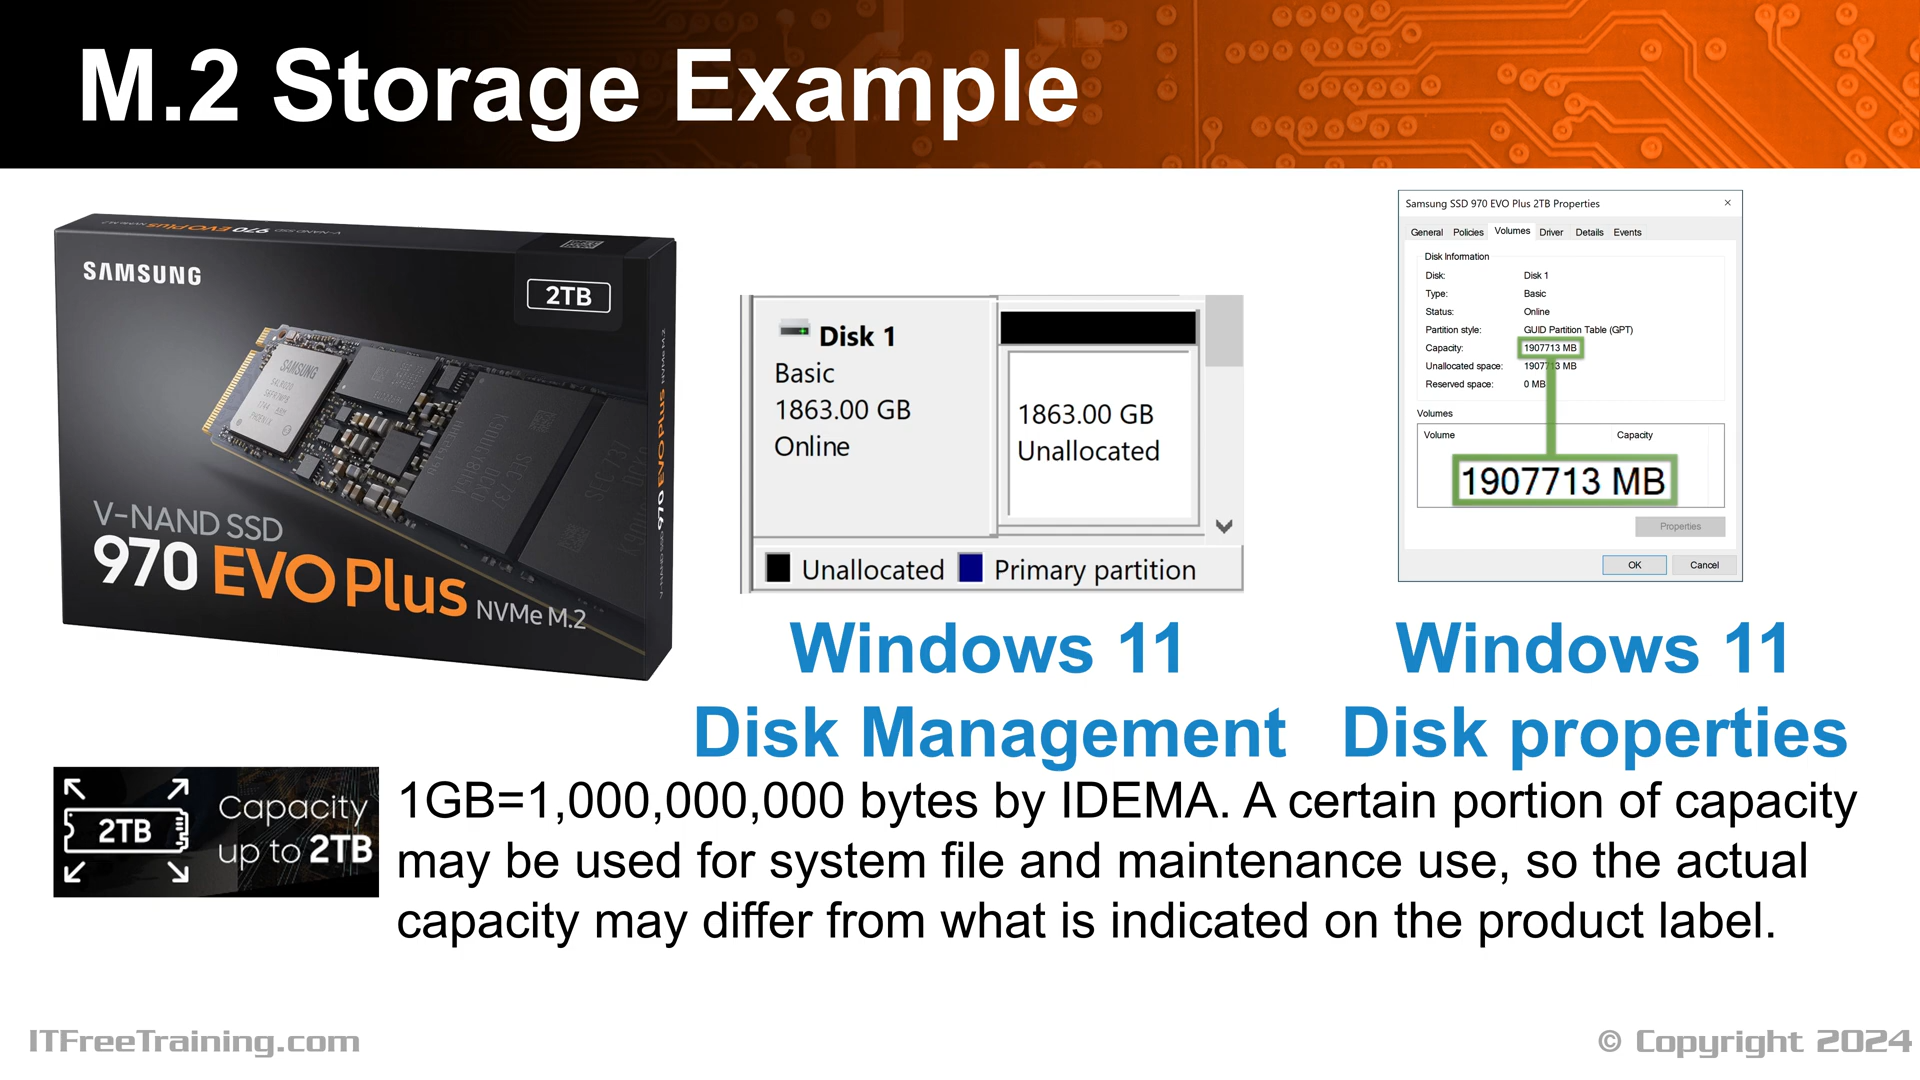 M.2 Storage Example
SAMSUNG
2TB
SAMSUNG
V-NAND SSD
970 EVO Plus NVMe M.2
Disk 1
Basic
1863.00 GB
Online
1863.00 GB
Unallocated
Unallocated Primary partition
Windows 11
Disk Management
Samsung SSD 970 EVO Plus 2TB Properties
General Policies Volumes Driver Details Events
Disk Information
Disk: Disk 1
Type: Basic
Status: Online
Partition style: GUID Partition Table (GPT)
Capacity: 1907713 MB
Unallocated space: 1907713 MB
Reserved space: 0 MB
Volumes
Volume Capacity
1907713 MB
Properties
OK Cancel
Windows 11
Disk properties
2TB
Capacity
up to 2TB
1GB=1,000,000,000 bytes by IDEMA. A certain portion of capacity
may be used for system file and maintenance use, so the actual
capacity may differ from what is indicated on the product label.
ITFreeTraining.com
© Copyright 2024